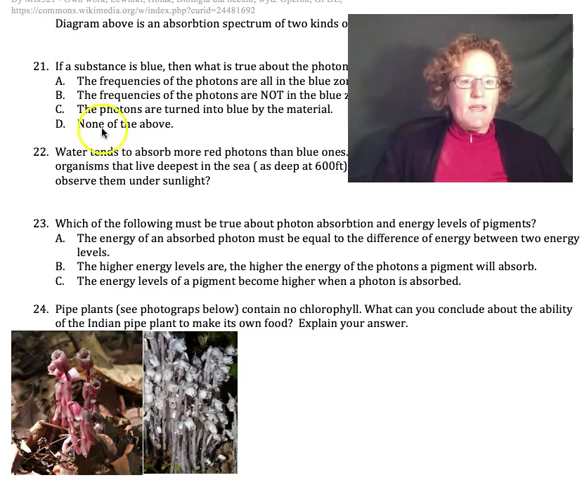 https://commons.wikimedia.org/w/index.php?curid=24481692
Diagram above is an absorbtion spectrum of two kinds o
21. If a substance is blue, then what is true about the photon
A. The frequencies of the photons are all in the blue zo
B. The frequencies of the photons are NOT in the blue z
C. The photons are turned into blue by the material.
D. None of the above.
22. Water tends to absorb more red photons than blue ones.
organisms that live deepest in the sea ( as deep at 600ft)
observe them under sunlight?
23. Which of the following must be true about photon absorbtion and energy levels of pigments?
A. The energy of an absorbed photon must be equal to the difference of energy between two energy
levels.
B. The higher energy levels are, the higher the energy of the photons a pigment will absorb.
C. The energy levels of a pigment become higher when a photon is absorbed.
24. Pipe plants (see photograps below) contain no chlorophyll. What can you conclude about the ability
of the Indian pipe plant to make its own food? Explain your answer.